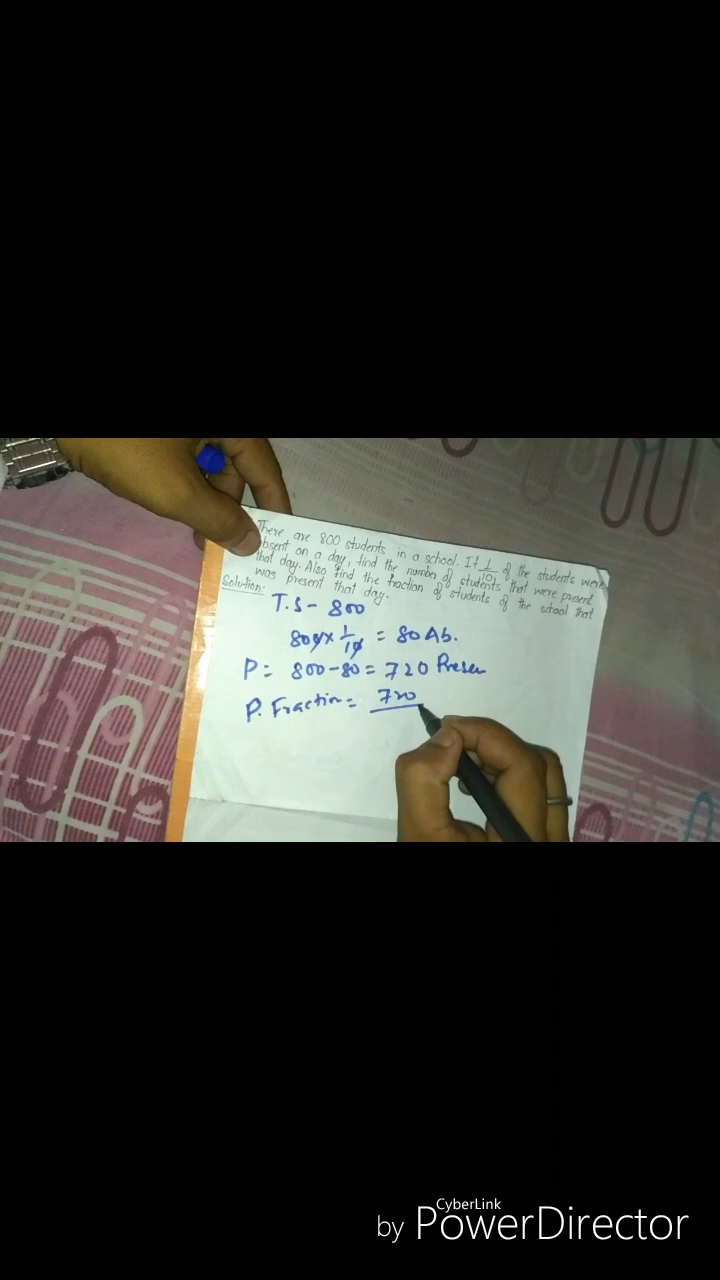 There are 800 students in a school. If 1/10 of the students were
absent on a day, find the number of students that were present
that day. Also find the fraction of students of the school that
was present that day.
Solution:
T.S - 800
800 x 1/10 = 80 Ab.
P = 800 - 80 = 720 Presen
P. Fraction = 720
CyberLink
by PowerDirector